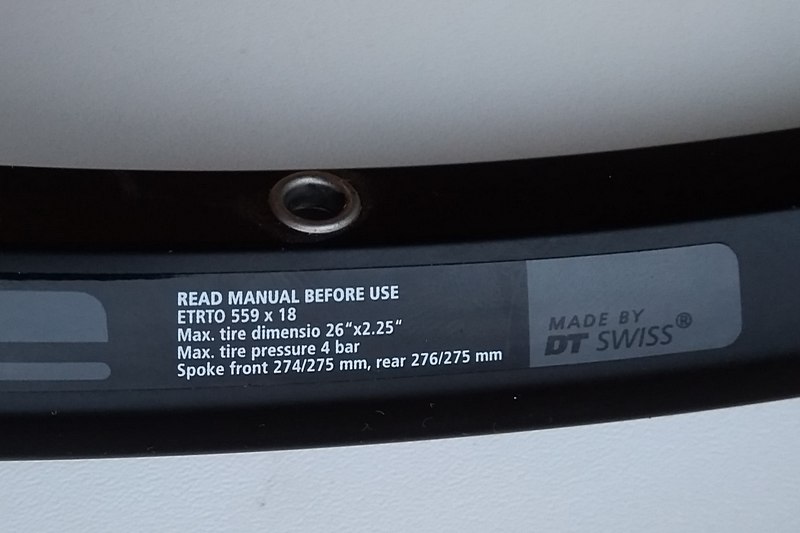 READ MANUAL BEFORE USE
ETRTO 559 x 18
Max. tire dimensio 26“x2.25“
Max. tire pressure 4 bar
Spoke front 274/275 mm, rear 276/275 mm
MADE BY
DT SWISS®